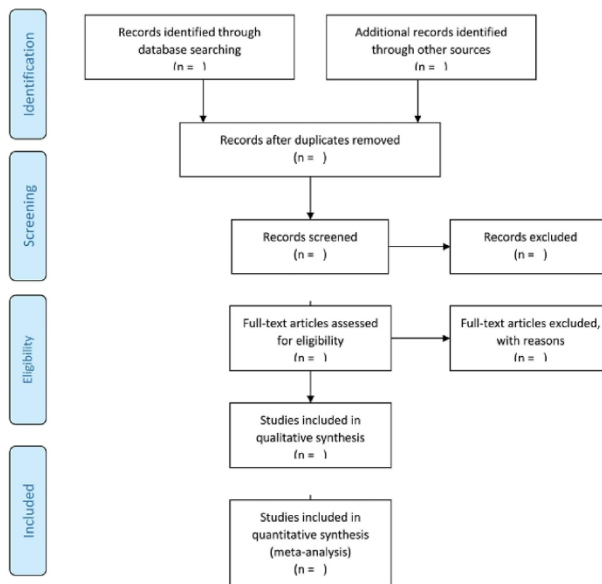 Identification
Records identified through
database searching
(n =   )
Additional records identified
through other sources
(n =   )
Records after duplicates removed
(n =   )
Screening
Records screened
(n =   )
Records excluded
(n =   )
Eligibility
Full-text articles assessed
for eligibility
(n =   )
Full-text articles excluded,
with reasons
(n =   )
Studies included in
qualitative synthesis
(n =   )
Included
Studies included in
quantitative synthesis
(meta-analysis)
(n =   )